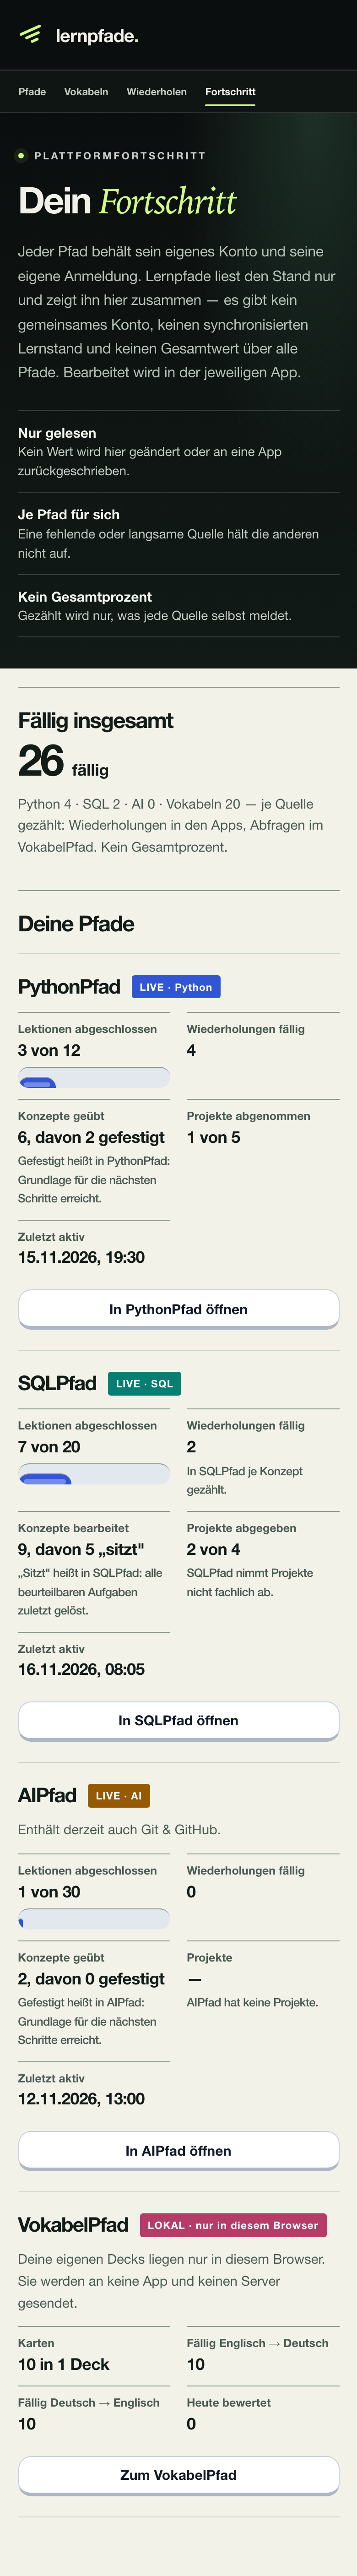 lernpfade.
Pfade Vokabeln Wiederholen Fortschritt
PLATTFORMFORTSCHRITT
Dein Fortschritt
Jeder Pfad behält sein eigenes Konto und seine
eigene Anmeldung. Lernpfade liest den Stand nur
und zeigt ihn hier zusammen — es gibt kein
gemeinsames Konto, keinen synchronisierten
Lernstand und keinen Gesamtwert über alle
Pfade. Bearbeitet wird in der jeweiligen App.
Nur gelesen
Kein Wert wird hier geändert oder an eine App
zurückgeschrieben.
Je Pfad für sich
Eine fehlende oder langsame Quelle hält die anderen
nicht auf.
Kein Gesamtprozent
Gezählt wird nur, was jede Quelle selbst meldet.
Fällig insgesamt
26 fällig
Python 4 · SQL 2 · AI 0 · Vokabeln 20 — je Quelle
gezählt: Wiederholungen in den Apps, Abfragen im
VokabelPfad. Kein Gesamtprozent.
Deine Pfade
PythonPfad LIVE · Python
Lektionen abgeschlossen
3 von 12
Wiederholungen fällig
4
Konzepte geübt
6, davon 2 gefestigt
Gefestigt heißt in PythonPfad:
Grundlage für die nächsten
Schritte erreicht.
Projekte abgenommen
1 von 5
Zuletzt aktiv
15.11.2026, 19:30
In PythonPfad öffnen
SQLPfad LIVE · SQL
Lektionen abgeschlossen
7 von 20
Wiederholungen fällig
2
In SQLPfad je Konzept
gezählt.
Konzepte bearbeitet
9, davon 5 „sitzt"
„Sitzt" heißt in SQLPfad: alle
beurteilbaren Aufgaben
zuletzt gelöst.
Projekte abgegeben
2 von 4
SQLPfad nimmt Projekte
nicht fachlich ab.
Zuletzt aktiv
16.11.2026, 08:05
In SQLPfad öffnen
AIPfad LIVE · AI
Enthält derzeit auch Git & GitHub.
Lektionen abgeschlossen
1 von 30
Wiederholungen fällig
0
Konzepte geübt
2, davon 0 gefestigt
Gefestigt heißt in AIPfad:
Grundlage für die nächsten
Schritte erreicht.
Projekte
—
AIPfad hat keine Projekte.
Zuletzt aktiv
12.11.2026, 13:00
In AIPfad öffnen
VokabelPfad LOKAL · nur in diesem Browser
Deine eigenen Decks liegen nur in diesem Browser.
Sie werden an keine App und keinen Server
gesendet.
Karten
10 in 1 Deck
Fällig Englisch → Deutsch
10
Fällig Deutsch → Englisch
10
Heute bewertet
0
Zum VokabelPfad